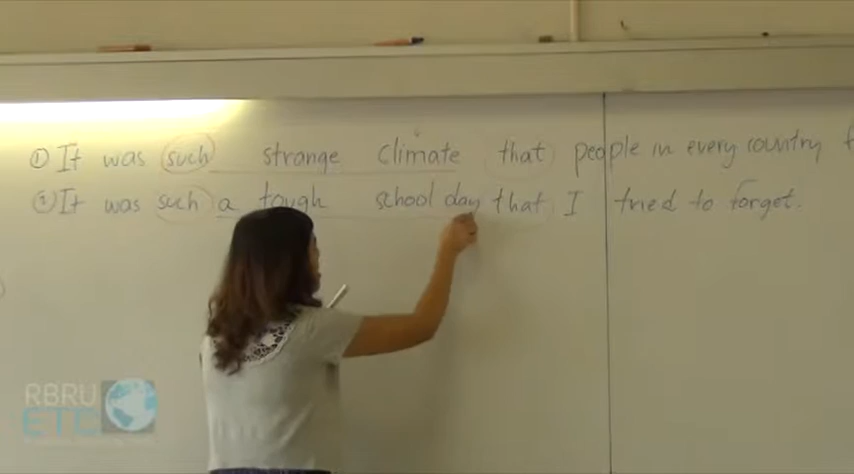 ① It was such strange climate that people in every country
② It was such a tough school day that I tried to forget.
RBRU
ETC